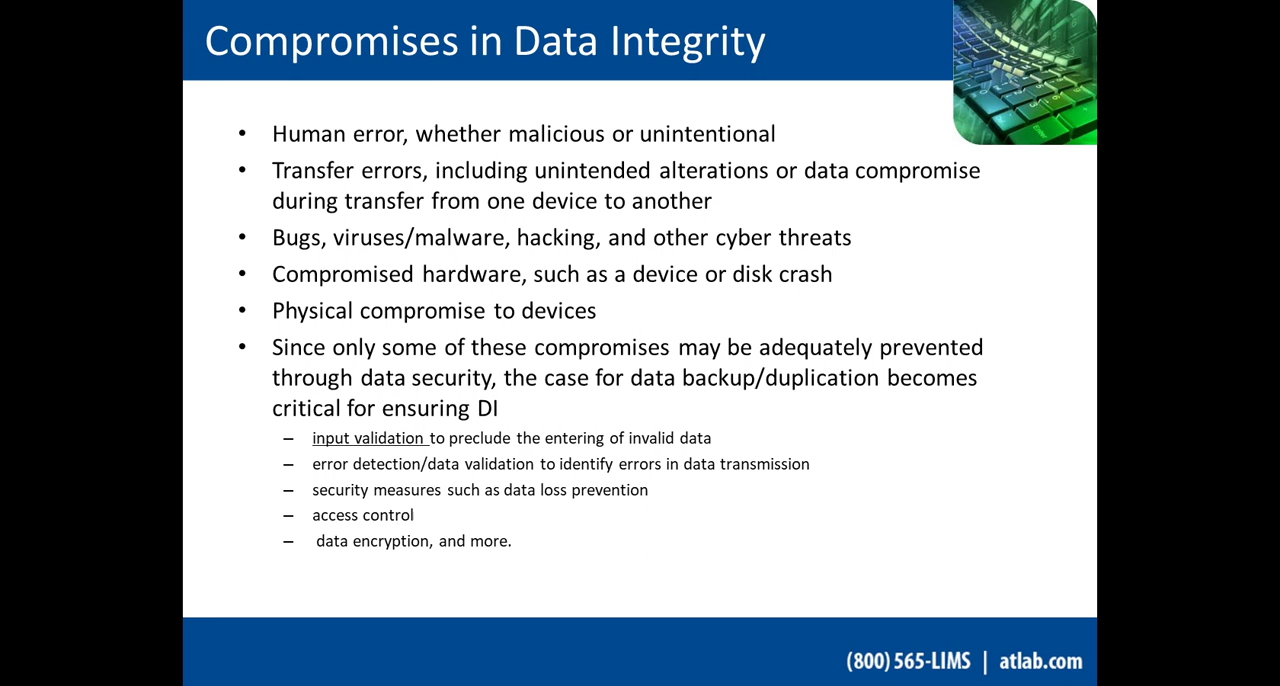 Compromises in Data Integrity
• Human error, whether malicious or unintentional
• Transfer errors, including unintended alterations or data compromise
during transfer from one device to another
• Bugs, viruses/malware, hacking, and other cyber threats
• Compromised hardware, such as a device or disk crash
• Physical compromise to devices
• Since only some of these compromises may be adequately prevented
through data security, the case for data backup/duplication becomes
critical for ensuring DI
– input validation to preclude the entering of invalid data
– error detection/data validation to identify errors in data transmission
– security measures such as data loss prevention
– access control
– data encryption, and more.
(800) 565-LIMS | atlab.com